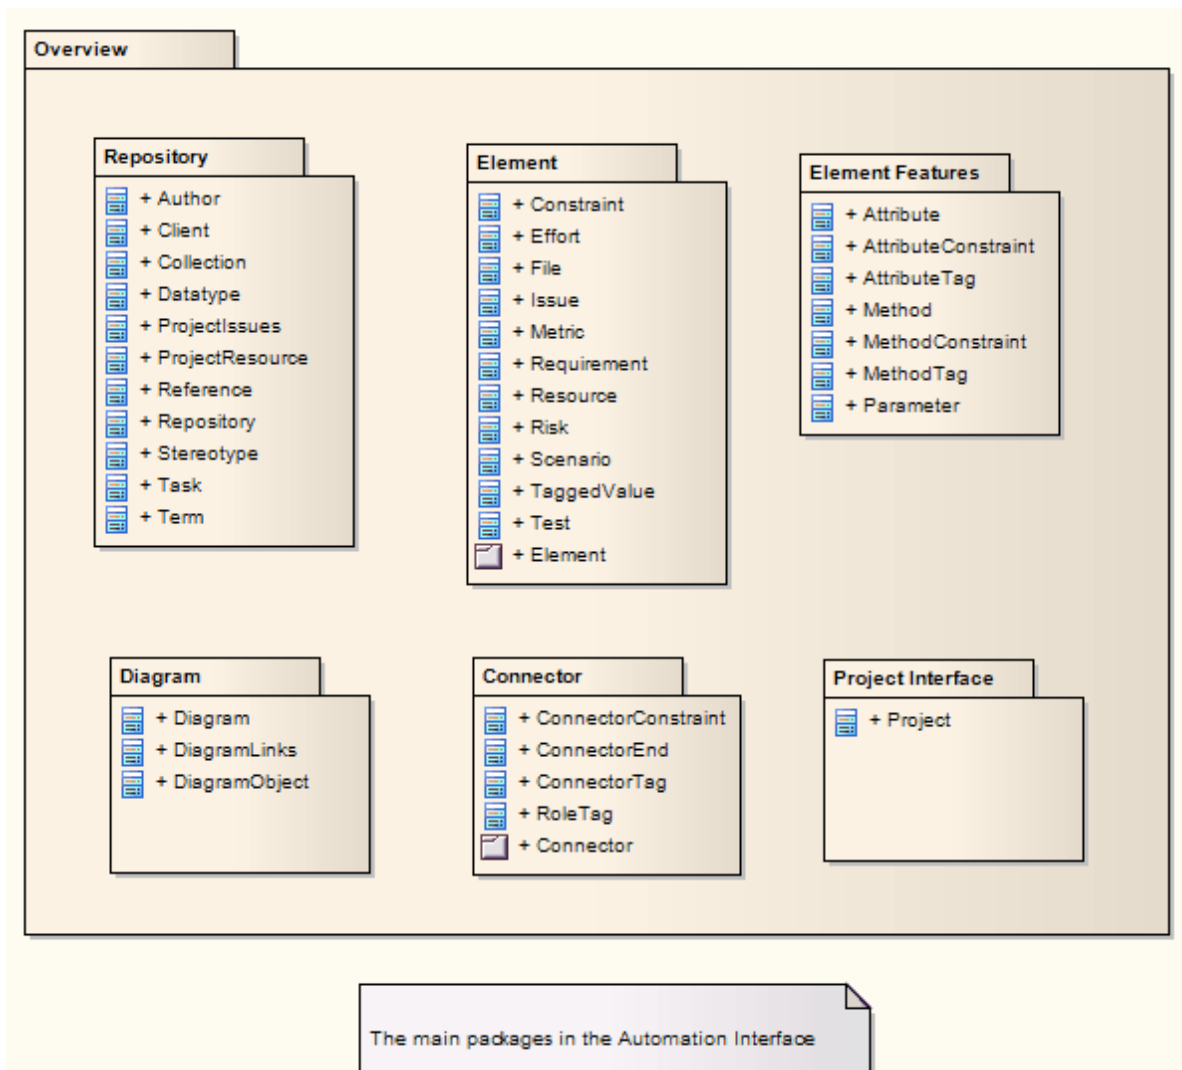 Overview
Repository
+ Author
+ Client
+ Collection
+ Datatype
+ ProjectIssues
+ ProjectResource
+ Reference
+ Repository
+ Stereotype
+ Task
+ Term
Element
+ Constraint
+ Effort
+ File
+ Issue
+ Metric
+ Requirement
+ Resource
+ Risk
+ Scenario
+ TaggedValue
+ Test
+ Element
Element Features
+ Attribute
+ AttributeConstraint
+ AttributeTag
+ Method
+ MethodConstraint
+ MethodTag
+ Parameter
Diagram
+ Diagram
+ DiagramLinks
+ DiagramObject
Connector
+ ConnectorConstraint
+ ConnectorEnd
+ ConnectorTag
+ RoleTag
+ Connector
Project Interface
+ Project
The main packages in the Automation Interface